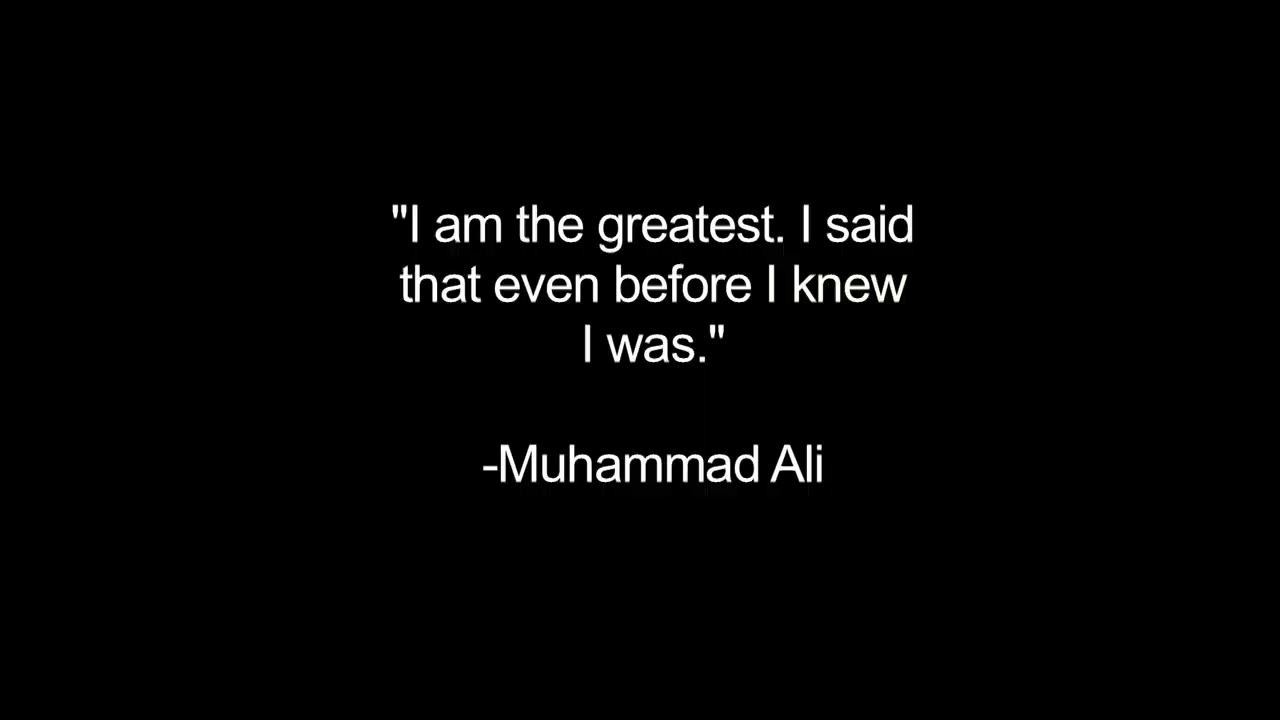 "I am the greatest. I said
that even before I knew
I was."
-Muhammad Ali